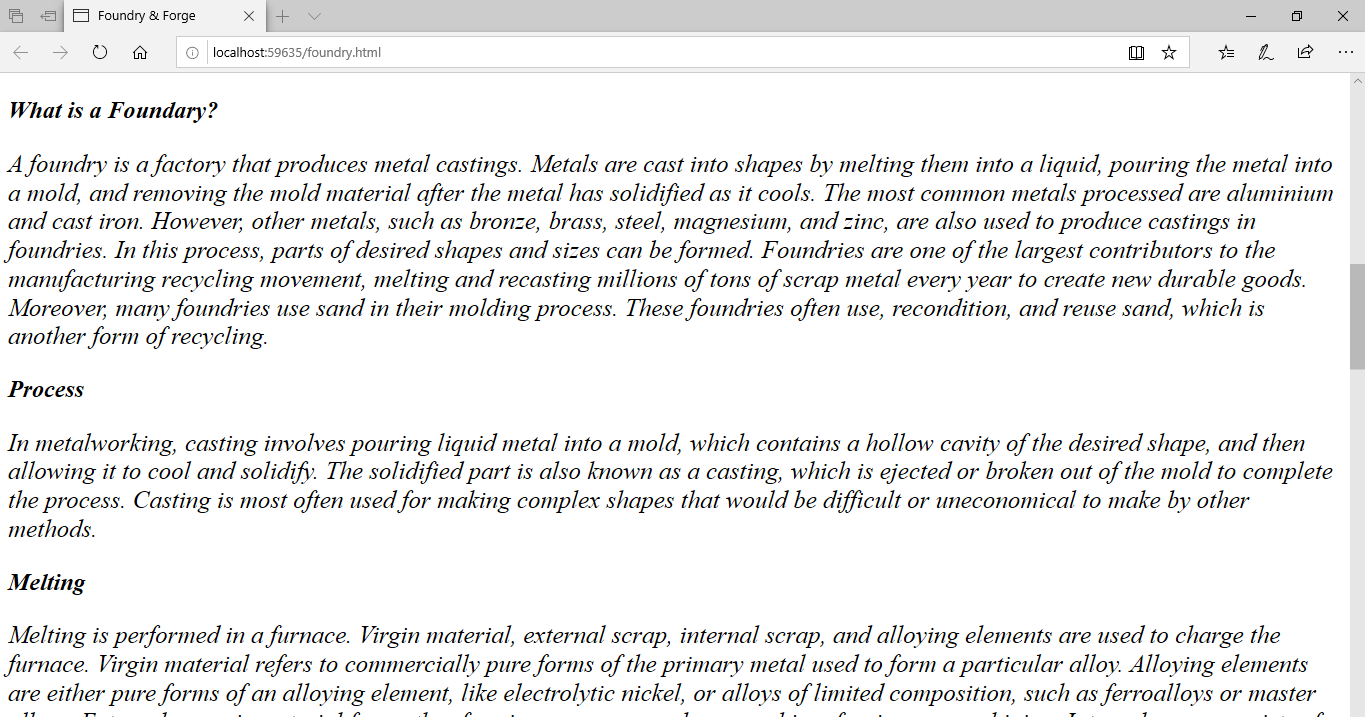 Foundry & Forge
localhost:59635/foundry.html
What is a Foundary?
A foundry is a factory that produces metal castings. Metals are cast into shapes by melting them into a liquid, pouring the metal into
a mold, and removing the mold material after the metal has solidified as it cools. The most common metals processed are aluminium
and cast iron. However, other metals, such as bronze, brass, steel, magnesium, and zinc, are also used to produce castings in
foundries. In this process, parts of desired shapes and sizes can be formed. Foundries are one of the largest contributors to the
manufacturing recycling movement, melting and recasting millions of tons of scrap metal every year to create new durable goods.
Moreover, many foundries use sand in their molding process. These foundries often use, recondition, and reuse sand, which is
another form of recycling.
Process
In metalworking, casting involves pouring liquid metal into a mold, which contains a hollow cavity of the desired shape, and then
allowing it to cool and solidify. The solidified part is also known as a casting, which is ejected or broken out of the mold to complete
the process. Casting is most often used for making complex shapes that would be difficult or uneconomical to make by other
methods.
Melting
Melting is performed in a furnace. Virgin material, external scrap, internal scrap, and alloying elements are used to charge the
furnace. Virgin material refers to commercially pure forms of the primary metal used to form a particular alloy. Alloying elements
are either pure forms of an alloying element, like electrolytic nickel, or alloys of limited composition, such as ferroalloys or master